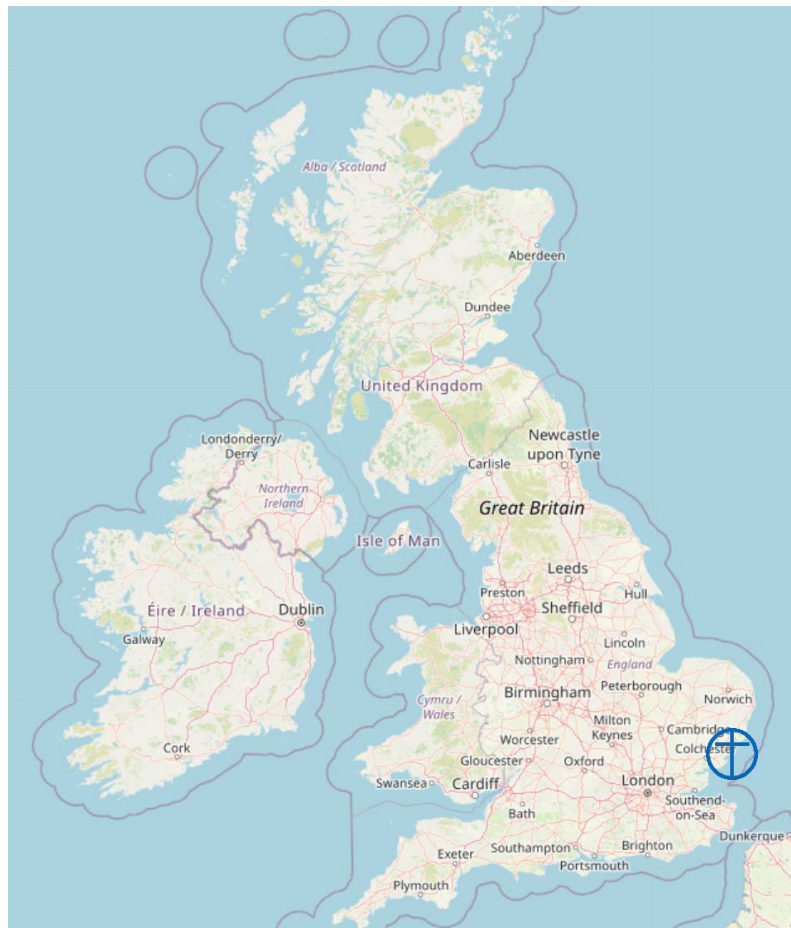 Alba / Scotland
Aberdeen
Dundee
United Kingdom
Londonderry/
Derry
Newcastle
upon Tyne
Carlisle
Northern
Ireland
Great Britain
Isle of Man
Leeds
Preston
Hull
Éire / Ireland
Dublin
Sheffield
Liverpool
Galway
Lincoln
Nottingham
England
Birmingham
Peterborough
Norwich
Cymru /
Wales
Milton
Keynes
Cambridge
Worcester
Colchester
Cork
Gloucester
Oxford
Swansea
Cardiff
London
Southend-
on-Sea
Bath
Dunkerque
Southampton
Brighton
Exeter
Portsmouth
Plymouth